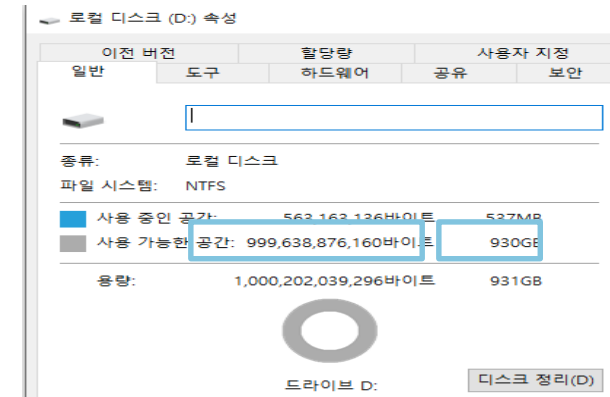 로컬 디스크 (D:) 속성
이전 버전 할당량 사용자 지정
일반 도구 하드웨어 공유 보안
종류: 로컬 디스크
파일 시스템: NTFS
사용 중인 공간: 563,163,136바이트 537MB
사용 가능한 공간: 999,638,876,160바이트 930GB
용량: 1,000,202,039,296바이트 931GB
드라이브 D:
디스크 정리(D)